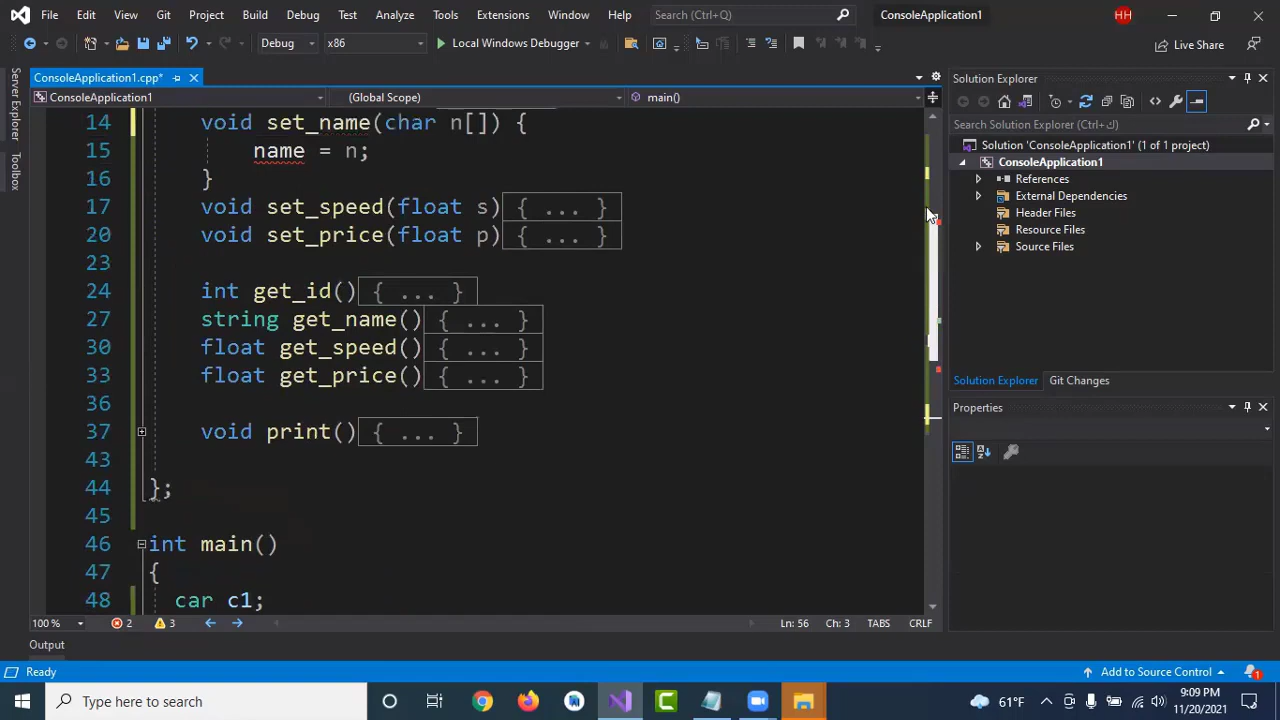 File Edit View Git Project Build Debug Test Analyze Tools Extensions Window Help Search (Ctrl+Q) ConsoleApplication1 HH
Debug x86 Local Windows Debugger Live Share
Server Explorer
Toolbox
ConsoleApplication1.cpp*
ConsoleApplication1 (Global Scope) main()
14 void set_name(char n[]) {
15 name = n;
16 }
17 void set_speed(float s) { ... }
20 void set_price(float p) { ... }
23
24 int get_id() { ... }
27 string get_name() { ... }
30 float get_speed() { ... }
33 float get_price() { ... }
36
37 void print() { ... }
43
44 };
45
46 int main()
47 {
48 car c1;
100 % 2 3 Ln: 56 Ch: 3 TABS CRLF
Output
Solution Explorer
Search Solution Explorer (Ctrl+ك)
Solution 'ConsoleApplication1' (1 of 1 project)
ConsoleApplication1
References
External Dependencies
Header Files
Resource Files
Source Files
Solution Explorer Git Changes
Properties
Ready Add to Source Control 1
Type here to search 61°F 9:09 PM
11/20/2021